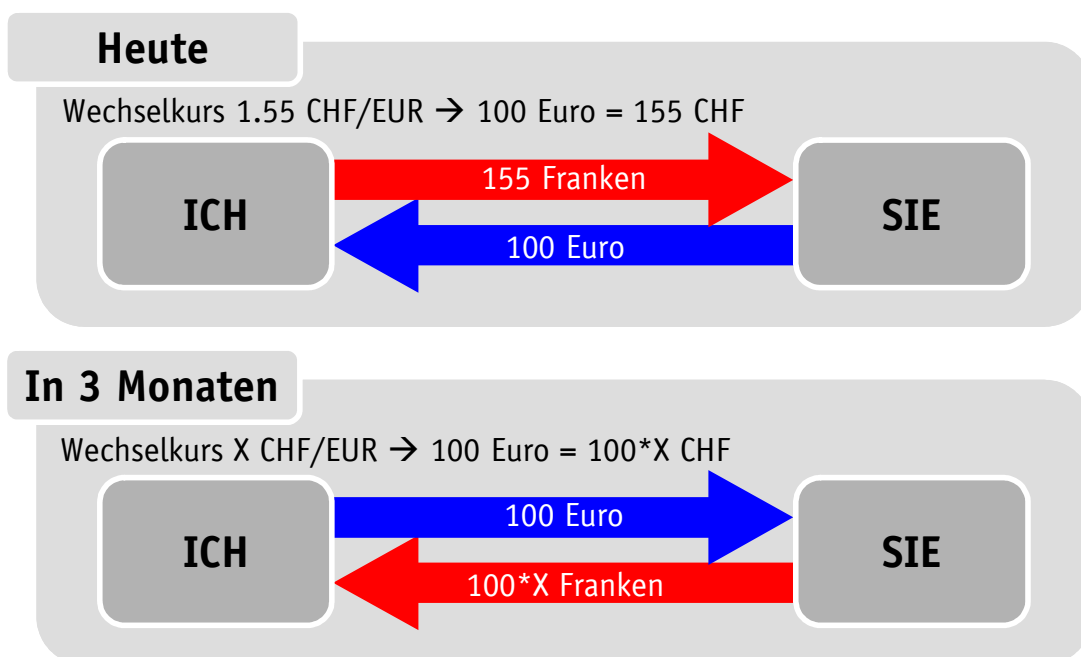 Heute
Wechselkurs 1.55 CHF/EUR → 100 Euro = 155 CHF
ICH
155 Franken
100 Euro
SIE
In 3 Monaten
Wechselkurs X CHF/EUR → 100 Euro = 100*X CHF
ICH
100 Euro
100*X Franken
SIE